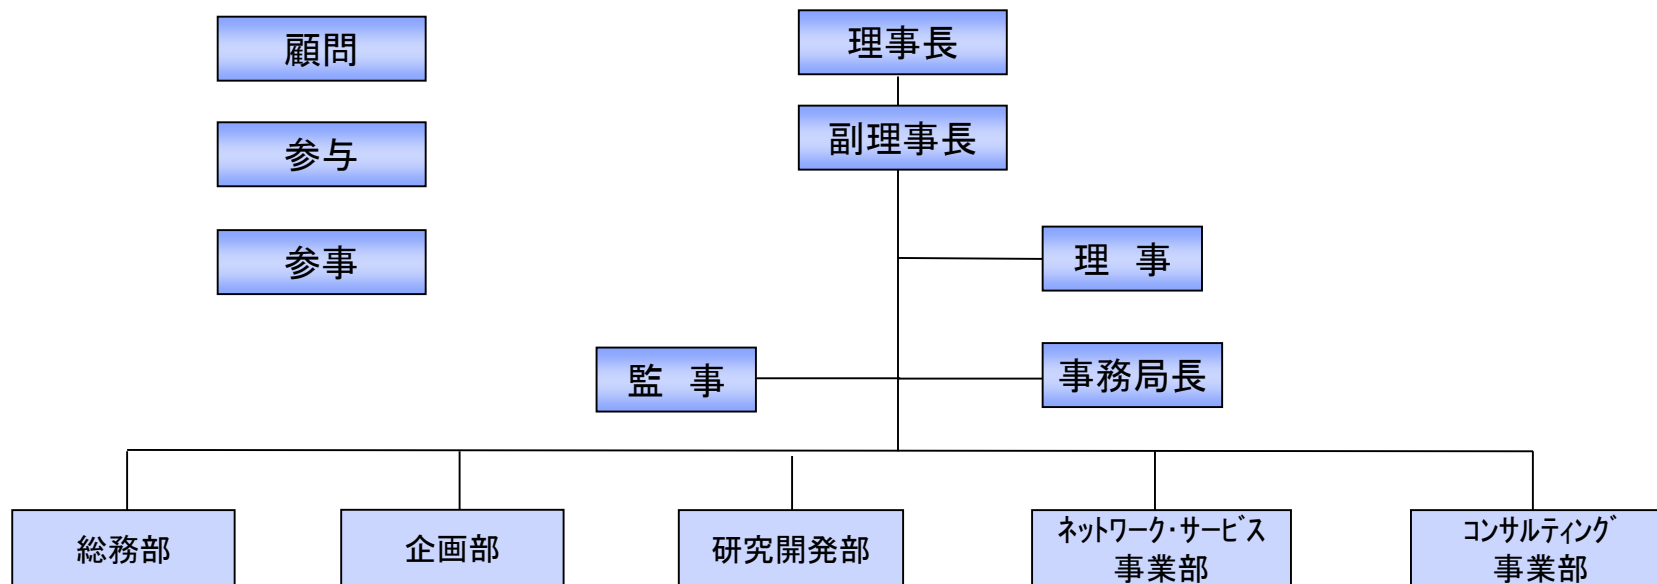 顧問
理事長
参与
副理事長
参事
理　事
監　事
事務局長
総務部
企画部
研究開発部
ﾈｯﾄﾜｰｸ・ｻｰﾋﾞｽ
事業部
ｺﾝｻﾙﾃｨﾝｸﾞ
事業部